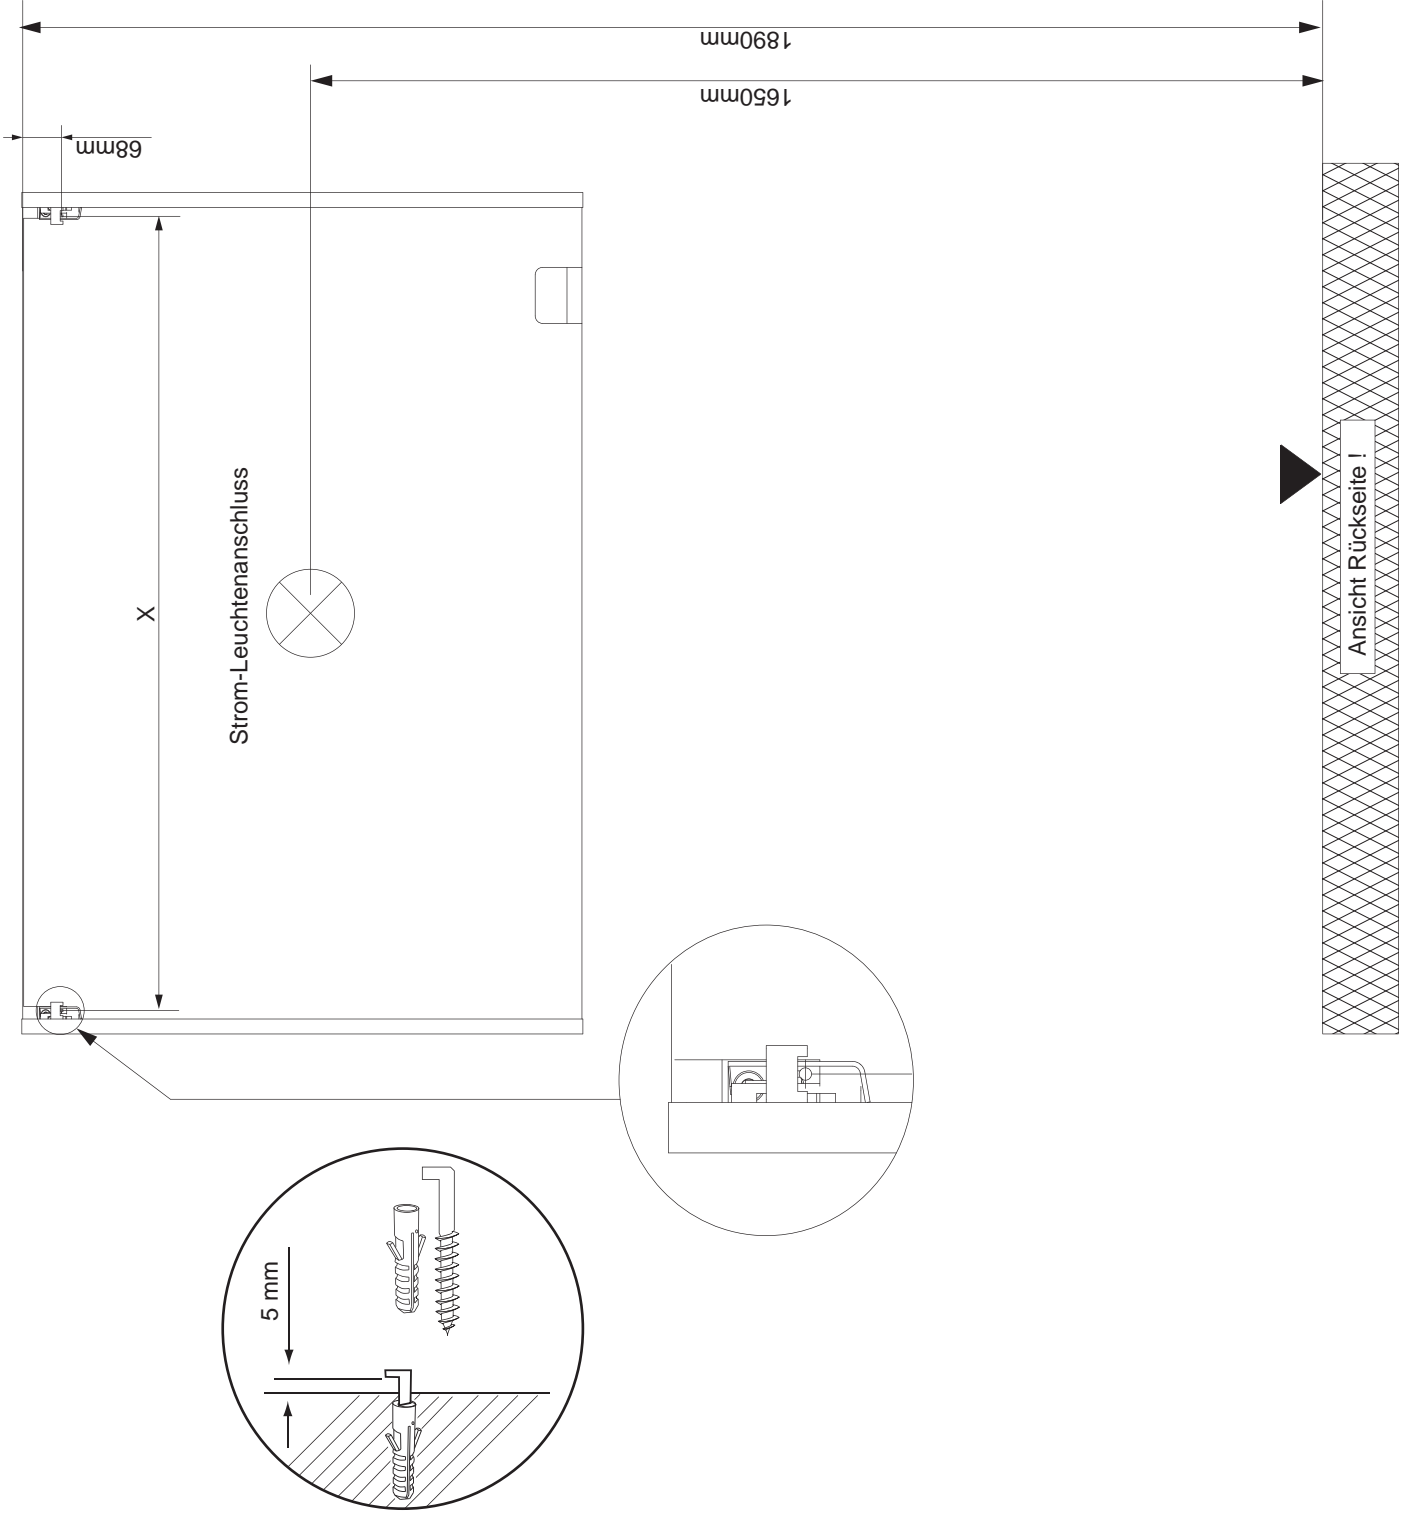 1890mm
1650mm
68mm
X
Strom-Leuchtenanschluss
Ansicht Rückseite !
5 mm